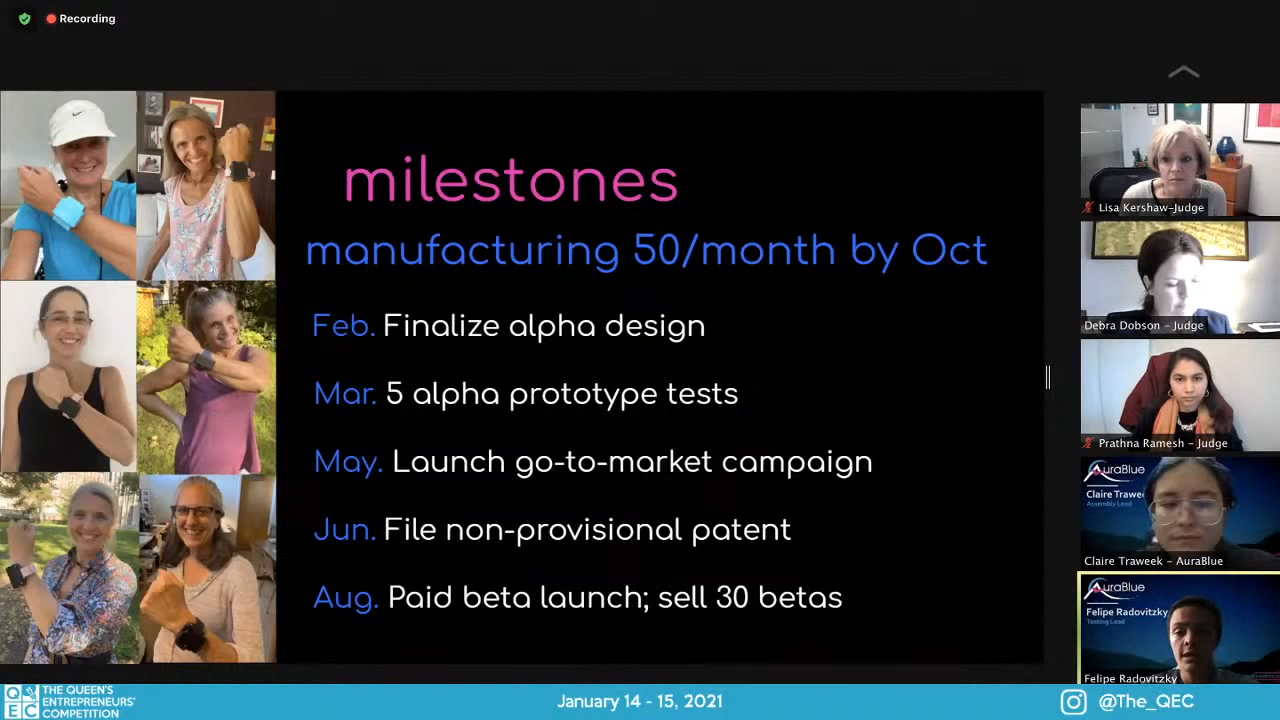 Recording
milestones
manufacturing 50/month by Oct
Feb. Finalize alpha design
Mar. 5 alpha prototype tests
May. Launch go-to-market campaign
Jun. File non-provisional patent
Aug. Paid beta launch; sell 30 betas
Lisa Kershaw-Judge
Debra Dobson - Judge
Prathna Ramesh - Judge
AuraBlue
Claire Trawe
Assembly Lead
Claire Traweek - AuraBlue
AuraBlue
Felipe Radovitzky
Testing Lead
Felipe Radovitzky
QEC
THE QUEEN'S
ENTREPRENEURS'
COMPETITION
January 14 - 15, 2021
@The_QEC